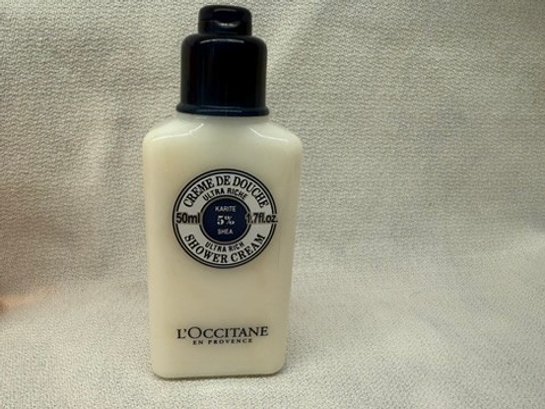 CREME DE DOUCHE
ULTRA RICHE
KARITE
50ml 5% 1.7fl.oz.
SHEA
ULTRA RICH
SHOWER CREAM
L'OCCITANE
EN PROVENCE